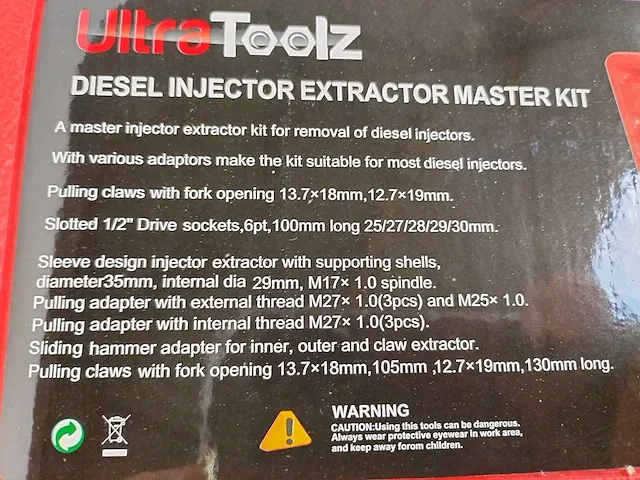 UltraToolz
DIESEL INJECTOR EXTRACTOR MASTER KIT
A master injector extractor kit for removal of diesel injectors.
With various adaptors make the kit suitable for most diesel injectors.
Pulling claws with fork opening 13.7×18mm,12.7×19mm.
Slotted 1/2" Drive sockets,6pt,100mm long 25/27/28/29/30mm.
Sleeve design injector extractor with supporting shells,
diameter35mm, internal dia 29mm, M17× 1.0 spindle.
Pulling adapter with external thread M27× 1.0(3pcs) and M25× 1.0.
Pulling adapter with internal thread M27× 1.0(3pcs).
Sliding hammer adapter for inner, outer and claw extractor.
Pulling claws with fork opening 13.7×18mm,105mm ,12.7×19mm,130mm long.
WARNING
CAUTION:Using this tools can be dangerous.
Always wear protective eyewear in work area,
and keep away forom children.